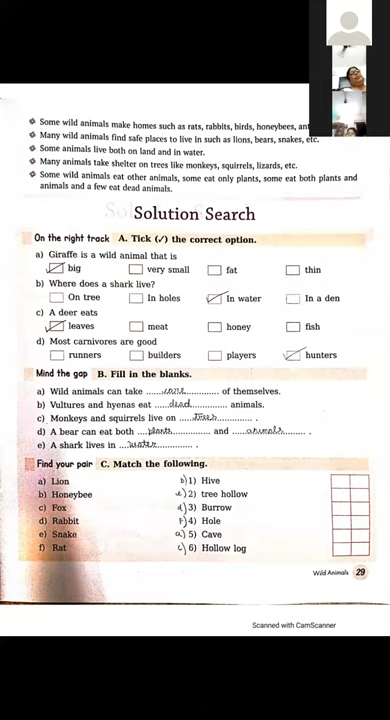 ❖ Some wild animals make homes such as rats, rabbits, birds, honeybees,
❖ Many wild animals find safe places to live in such as lions, bears, snakes, etc.
❖ Some animals live both on land and in water.
❖ Many animals take shelter on trees like monkeys, squirrels, lizards, etc.
❖ Some wild animals eat other animals, some eat only plants, some eat both plants and
animals and a few eat dead animals.
Solution Search
On the right track A. Tick (✓) the correct option.
a) Giraffe is a wild animal that is
✓ big very small fat thin
b) Where does a shark live?
On tree In holes ✓ In water In a den
c) A deer eats
✓ leaves meat honey fish
d) Most carnivores are good
runners builders players ✓ hunters
Mind the gap B. Fill in the blanks.
a) Wild animals can take ....care.... of themselves.
b) Vultures and hyenas eat ....dead.... animals.
c) Monkeys and squirrels live on ....trees.... .
d) A bear can eat both ....plants.... and ....animals.... .
e) A shark lives in ....water.... .
Find your pair C. Match the following.
a) Lion b) 1) Hive
b) Honeybee e) 2) tree hollow
c) Fox d) 3) Burrow
d) Rabbit f) 4) Hole
e) Snake a) 5) Cave
f) Rat c) 6) Hollow log
Wild Animals 29
Scanned with CamScanner